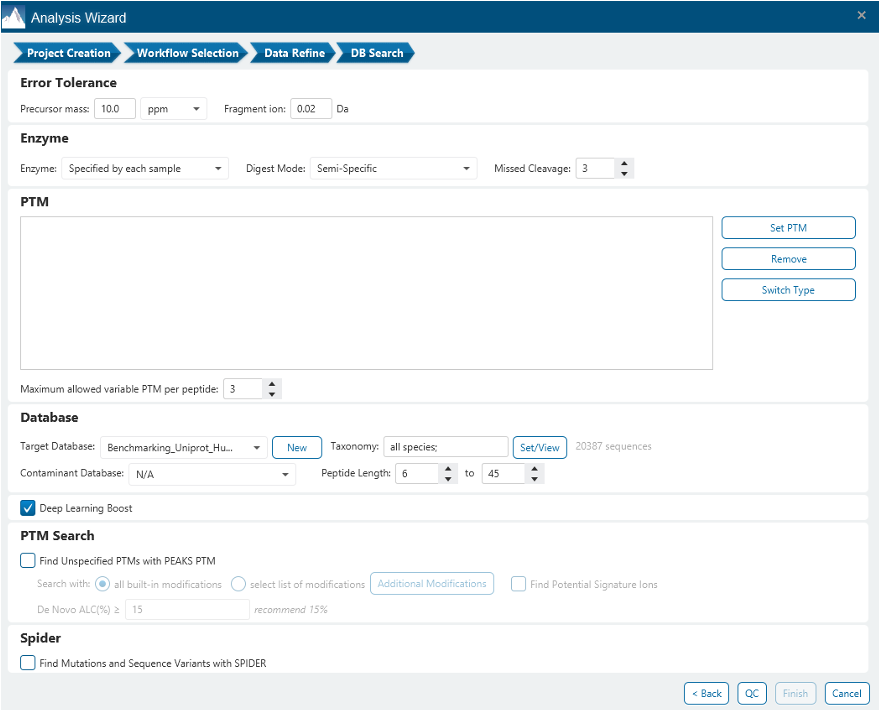 Analysis Wizard
Project Creation Workflow Selection Data Refine DB Search
Error Tolerance
Precursor mass: 10.0 ppm Fragment ion: 0.02 Da
Enzyme
Enzyme: Specified by each sample Digest Mode: Semi-Specific Missed Cleavage: 3
PTM
Set PTM
Remove
Switch Type
Maximum allowed variable PTM per peptide: 3
Database
Target Database: Benchmarking_Uniprot_Hu... New Taxonomy: all species; Set/View 20387 sequences
Contaminant Database: N/A Peptide Length: 6 to 45
Deep Learning Boost
PTM Search
Find Unspecified PTMs with PEAKS PTM
Search with: all built-in modifications select list of modifications Additional Modifications Find Potential Signature Ions
De Novo ALC(%) ≥ 15 recommend 15%
Spider
Find Mutations and Sequence Variants with SPIDER
< Back QC Finish Cancel